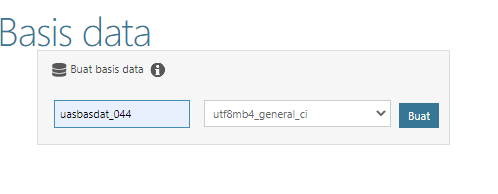 Basis data
Buat basis data
uasbasdat_044 utf8mb4_general_ci Buat